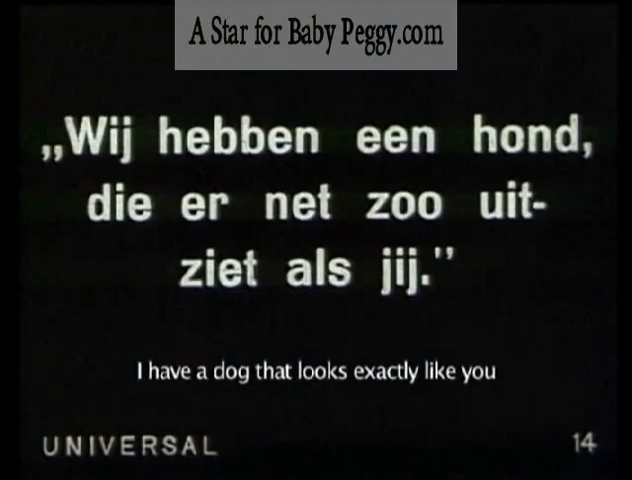 A Star for Baby Peggy.com
„Wij hebben een hond,
die er net zoo uit-
ziet als jij."
I have a dog that looks exactly like you
UNIVERSAL
14